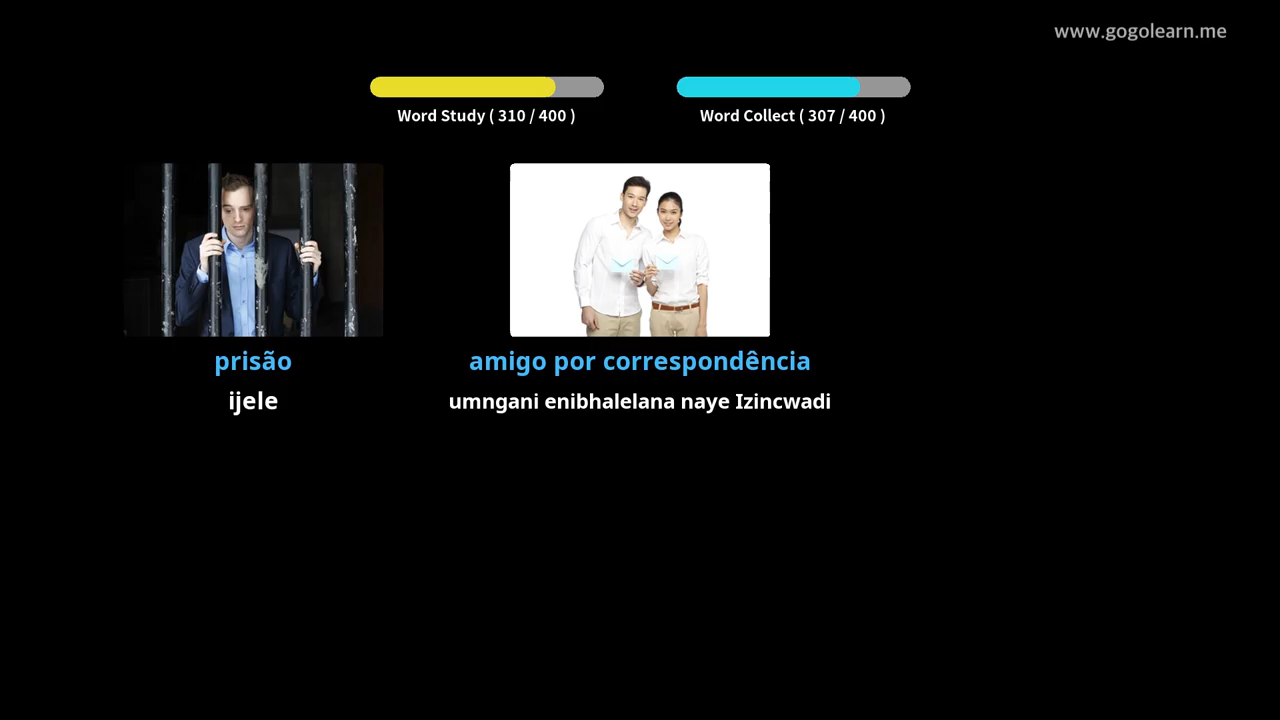 www.gogolearn.me
Word Study ( 310 / 400 )
Word Collect ( 307 / 400 )
prisão
ijele
amigo por correspondência
umngani enibhalelana naye Izincwadi